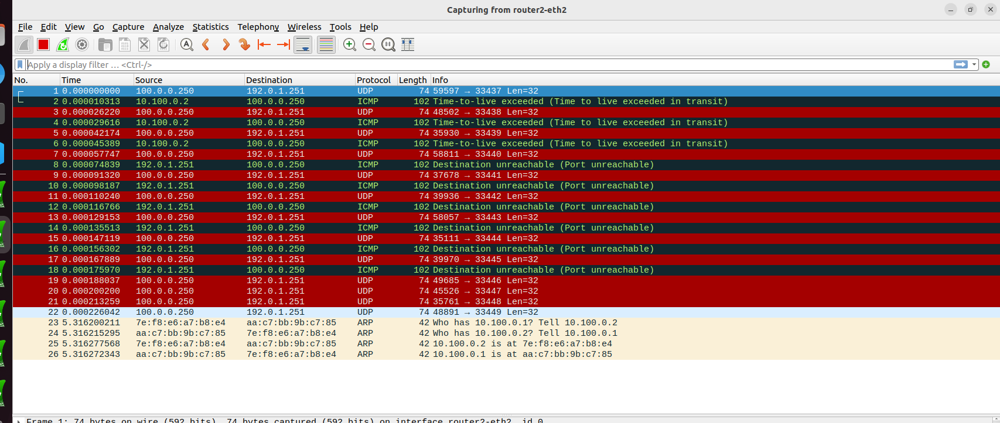 Capturing from router2-eth2
File Edit View Go Capture Analyze Statistics Telephony Wireless Tools Help
Apply a display filter … <Ctrl-/>
No. Time Source Destination Protocol Length Info
1 0.000000000 100.0.0.250 192.0.1.251 UDP 74 59597 → 33437 Len=32
2 0.000010313 10.100.0.2 100.0.0.250 ICMP 102 Time-to-live exceeded (Time to live exceeded in transit)
3 0.000026220 100.0.0.250 192.0.1.251 UDP 74 48502 → 33438 Len=32
4 0.000029616 10.100.0.2 100.0.0.250 ICMP 102 Time-to-live exceeded (Time to live exceeded in transit)
5 0.000042174 100.0.0.250 192.0.1.251 UDP 74 35930 → 33439 Len=32
6 0.000045389 10.100.0.2 100.0.0.250 ICMP 102 Time-to-live exceeded (Time to live exceeded in transit)
7 0.000057747 100.0.0.250 192.0.1.251 UDP 74 58811 → 33440 Len=32
8 0.000074839 192.0.1.251 100.0.0.250 ICMP 102 Destination unreachable (Port unreachable)
9 0.000091320 100.0.0.250 192.0.1.251 UDP 74 37678 → 33441 Len=32
10 0.000098187 192.0.1.251 100.0.0.250 ICMP 102 Destination unreachable (Port unreachable)
11 0.000110240 100.0.0.250 192.0.1.251 UDP 74 39936 → 33442 Len=32
12 0.000116766 192.0.1.251 100.0.0.250 ICMP 102 Destination unreachable (Port unreachable)
13 0.000129153 100.0.0.250 192.0.1.251 UDP 74 58057 → 33443 Len=32
14 0.000135513 192.0.1.251 100.0.0.250 ICMP 102 Destination unreachable (Port unreachable)
15 0.000147119 100.0.0.250 192.0.1.251 UDP 74 35111 → 33444 Len=32
16 0.000156302 192.0.1.251 100.0.0.250 ICMP 102 Destination unreachable (Port unreachable)
17 0.000167889 100.0.0.250 192.0.1.251 UDP 74 39970 → 33445 Len=32
18 0.000175970 192.0.1.251 100.0.0.250 ICMP 102 Destination unreachable (Port unreachable)
19 0.000188037 100.0.0.250 192.0.1.251 UDP 74 49685 → 33446 Len=32
20 0.000200200 100.0.0.250 192.0.1.251 UDP 74 45526 → 33447 Len=32
21 0.000213259 100.0.0.250 192.0.1.251 UDP 74 35761 → 33448 Len=32
22 0.000226042 100.0.0.250 192.0.1.251 UDP 74 48891 → 33449 Len=32
23 5.316200211 7e:f8:e6:a7:b8:e4 aa:c7:bb:9b:c7:85 ARP 42 Who has 10.100.0.1? Tell 10.100.0.2
24 5.316215295 aa:c7:bb:9b:c7:85 7e:f8:e6:a7:b8:e4 ARP 42 Who has 10.100.0.2? Tell 10.100.0.1
25 5.316277568 7e:f8:e6:a7:b8:e4 aa:c7:bb:9b:c7:85 ARP 42 10.100.0.2 is at 7e:f8:e6:a7:b8:e4
26 5.316272343 aa:c7:bb:9b:c7:85 7e:f8:e6:a7:b8:e4 ARP 42 10.100.0.1 is at aa:c7:bb:9b:c7:85
Frame 1: 74 bytes on wire (592 bits), 74 bytes captured (592 bits) on interface router2-eth2, id 0